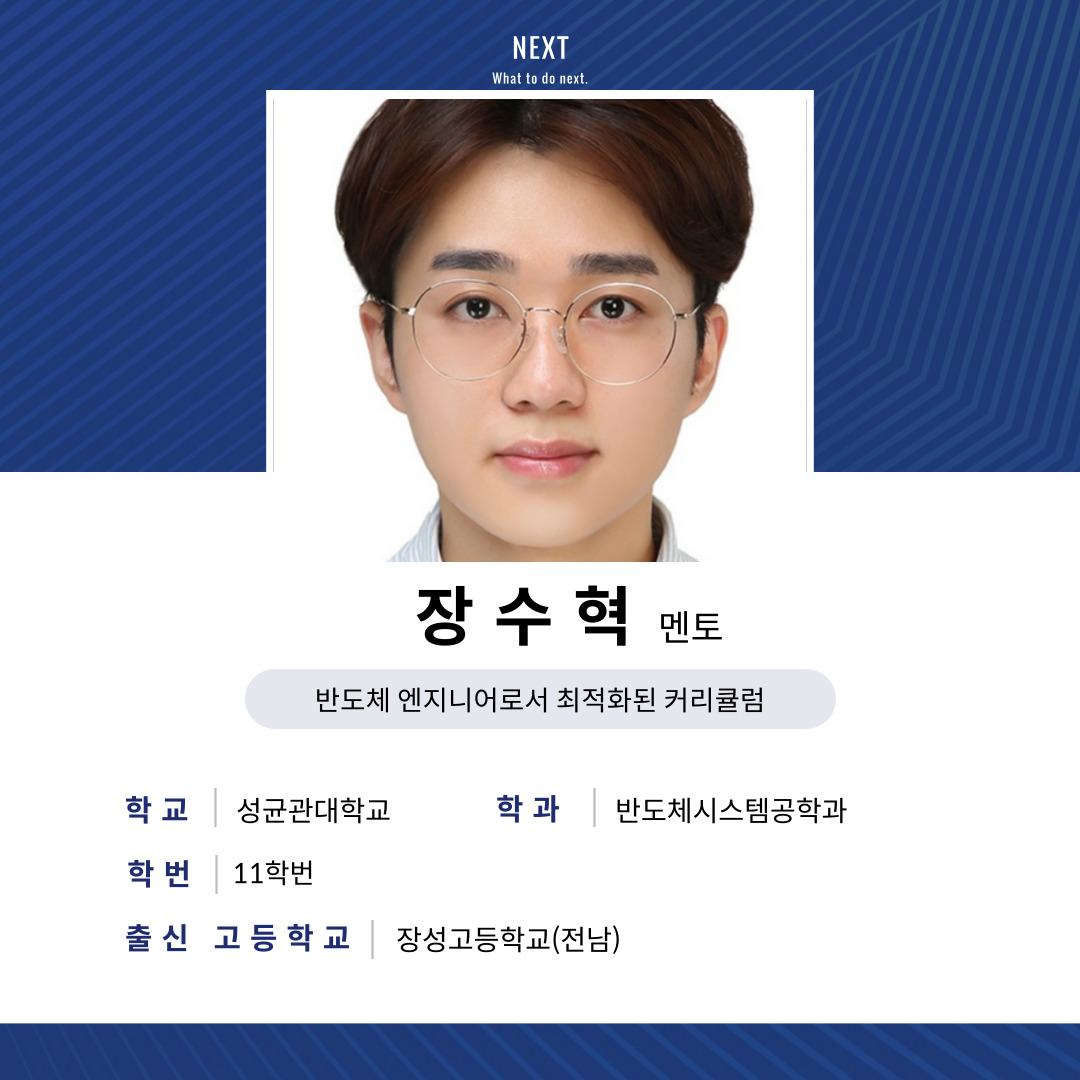 NEXT
What to do next.
장수혁 멘토
반도체 엔지니어로서 최적화된 커리큘럼
학교 성균관대학교 학과 반도체시스템공학과
학번 11학번
출신 고등학교 장성고등학교(전남)